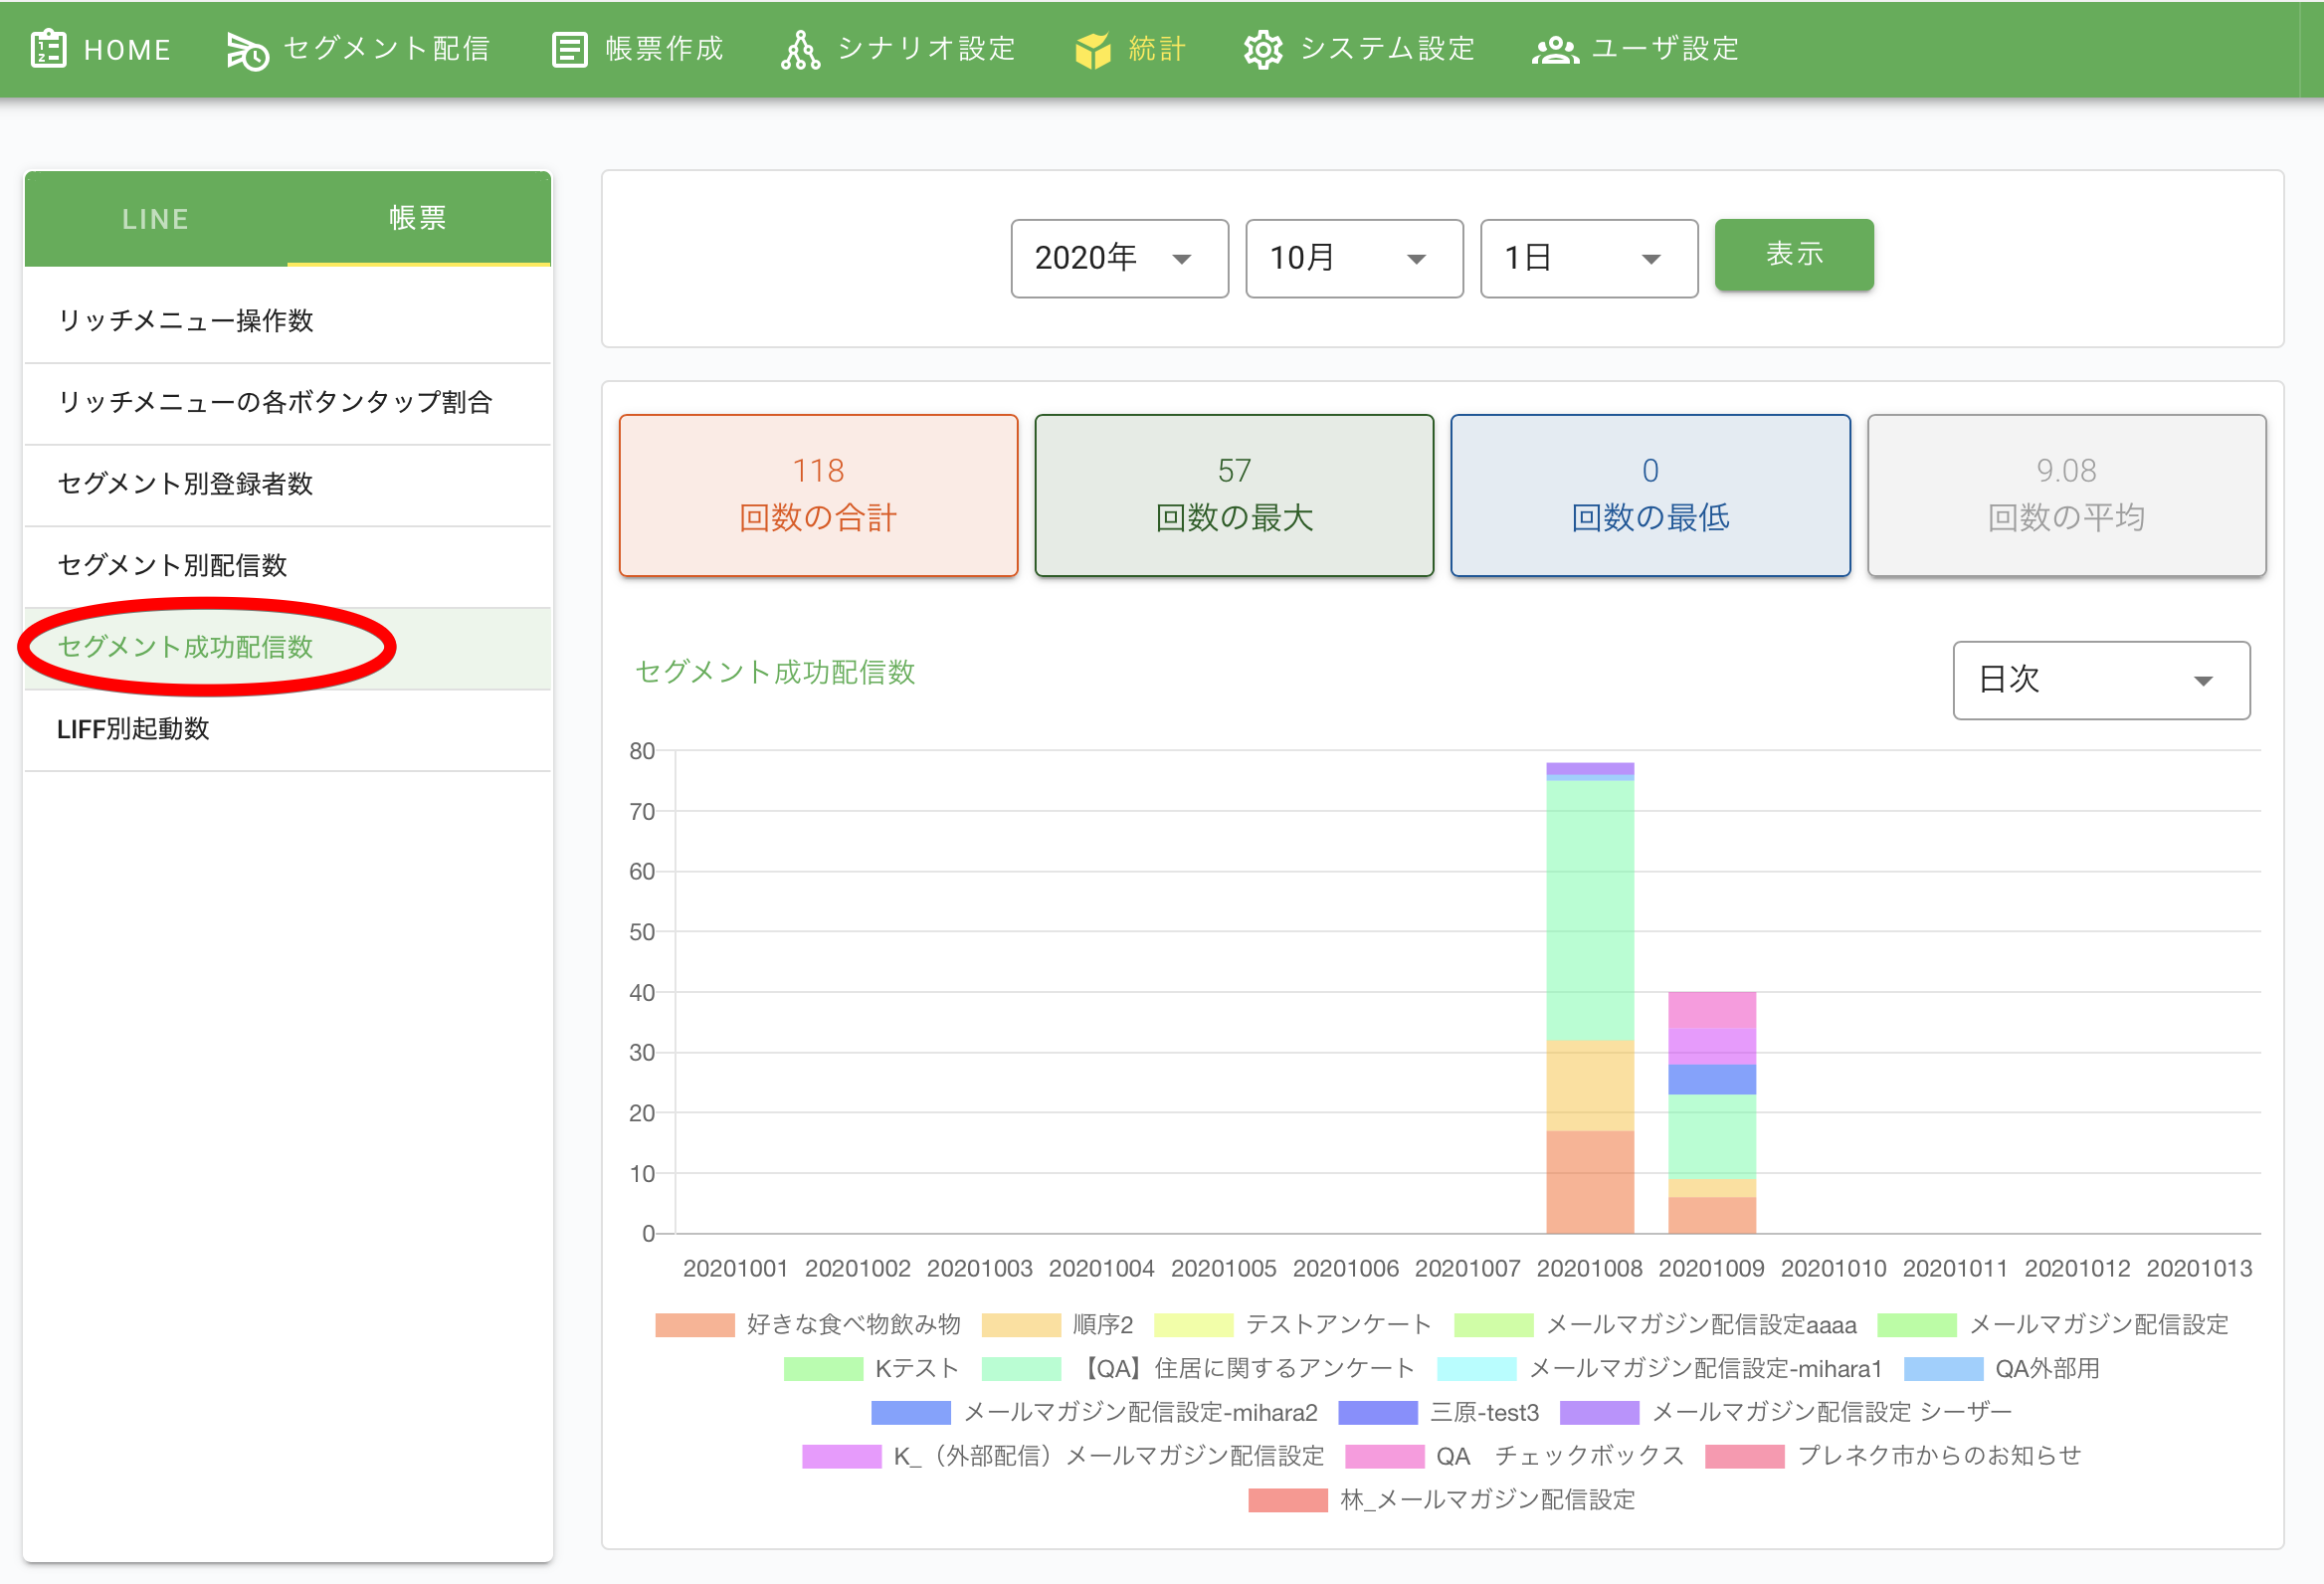 HOME セグメント配信 帳票作成 シナリオ設定 統計 システム設定 ユーザ設定
LINE 帳票
リッチメニュー操作数
リッチメニューの各ボタンタップ割合
セグメント別登録者数
セグメント別配信数
セグメント成功配信数
LIFF別起動数
2020年 10月 1日 表示
118 57 0 9.08
回数の合計 回数の最大 回数の最低 回数の平均
セグメント成功配信数 日次
80
70
60
50
40
30
20
10
0
20201001 20201002 20201003 20201004 20201005 20201006 20201007 20201008 20201009 20201010 20201011 20201012 20201013
好きな食べ物飲み物 順序2 テストアンケート メールマガジン配信設定aaaa メールマガジン配信設定
Kテスト 【QA】住居に関するアンケート メールマガジン配信設定-mihara1 QA外部用
メールマガジン配信設定-mihara2 三原-test3 メールマガジン配信設定 シーザー
K_（外部配信）メールマガジン配信設定 QA　チェックボックス プレネク市からのお知らせ
林_メールマガジン配信設定